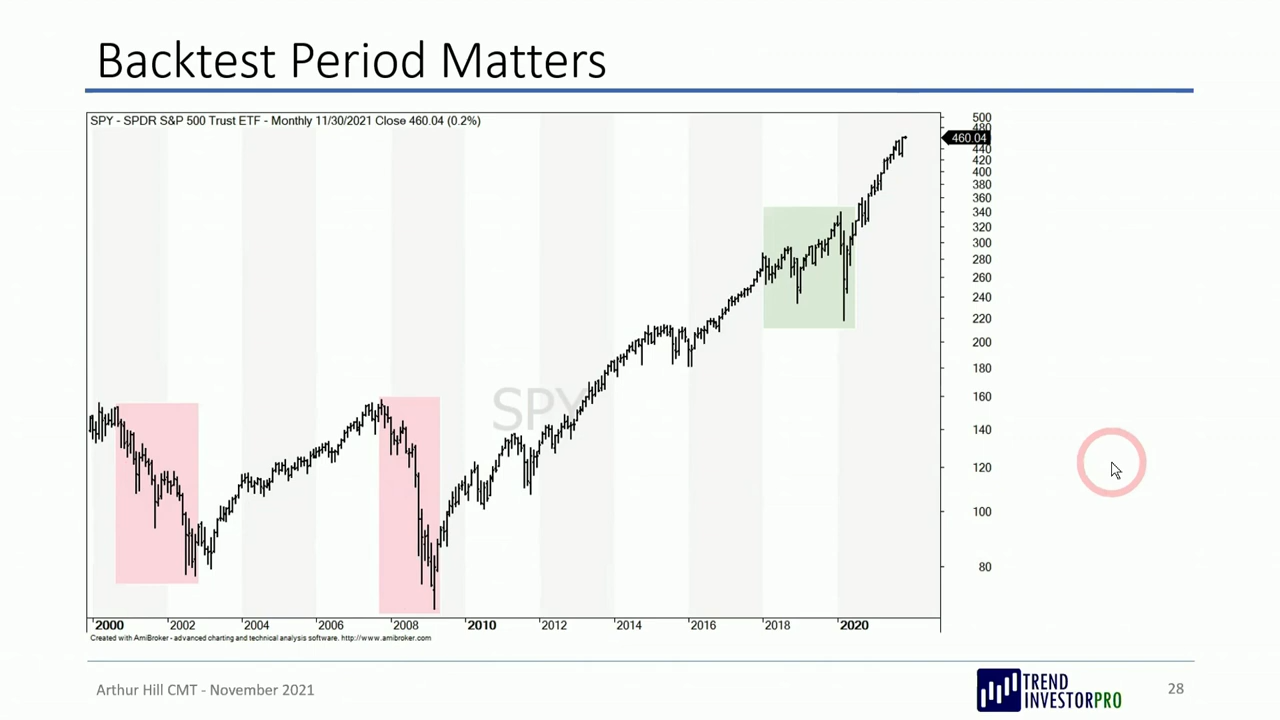 Backtest Period Matters
SPY - SPDR S&P 500 Trust ETF - Monthly 11/30/2021 Close 460.04 (0.2%)
500
480
460.04
440
420
400
380
360
340
320
300
280
260
240
220
200
180
160
140
120
100
80
SPY
2000 2002 2004 2006 2008 2010 2012 2014 2016 2018 2020
Created with AmiBroker - advanced charting and technical analysis software. http://www.amibroker.com
Arthur Hill CMT - November 2021
TREND
INVESTORPRO
28